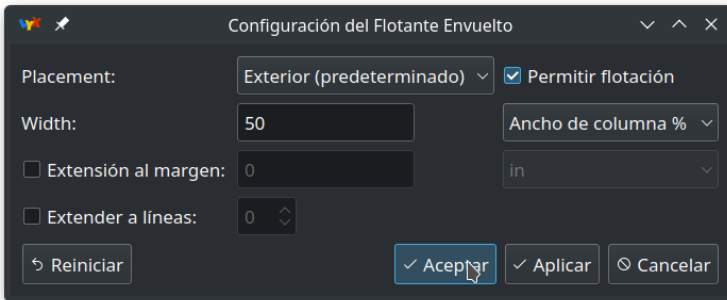 Configuración del Flotante Envuelto
Placement: Exterior (predeterminado) Permitir flotación
Width: 50 Ancho de columna %
Extensión al margen: 0 in
Extender a líneas: 0
Reiniciar Aceptar Aplicar Cancelar